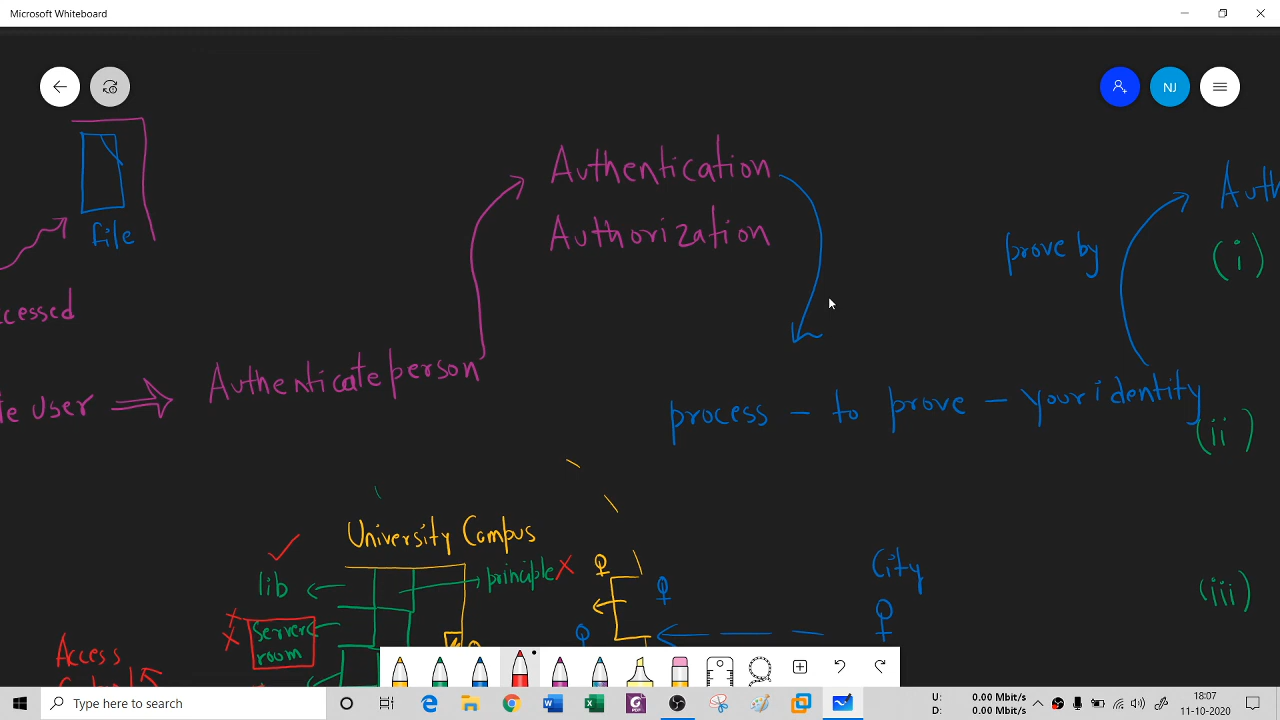 Microsoft Whiteboard
NJ
file
Authentication
Authorization
prove by
Auth
(i)
cessed
user ⇒ Authenticate person
process - to prove - your identity
(ii)
University Campus
lib
principle X
City
(iii)
Server
room
Access
Type here to search
U: 0.00 Mbit/s
D: 0.00 Mbit/s
18:07
11-10-2020